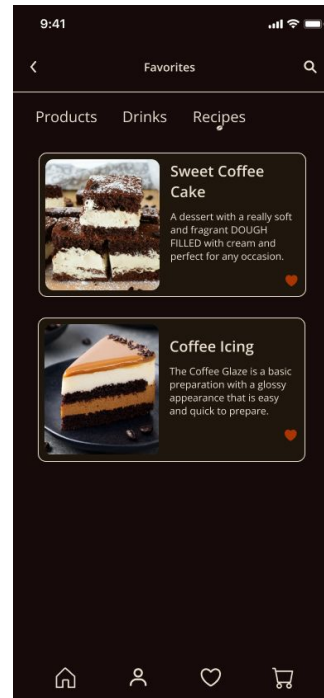 9:41
Favorites
Products Drinks Recipes
Sweet Coffee
Cake
A dessert with a really soft
and fragrant DOUGH
FILLED with cream and
perfect for any occasion.
Coffee Icing
The Coffee Glaze is a basic
preparation with a glossy
appearance that is easy
and quick to prepare.